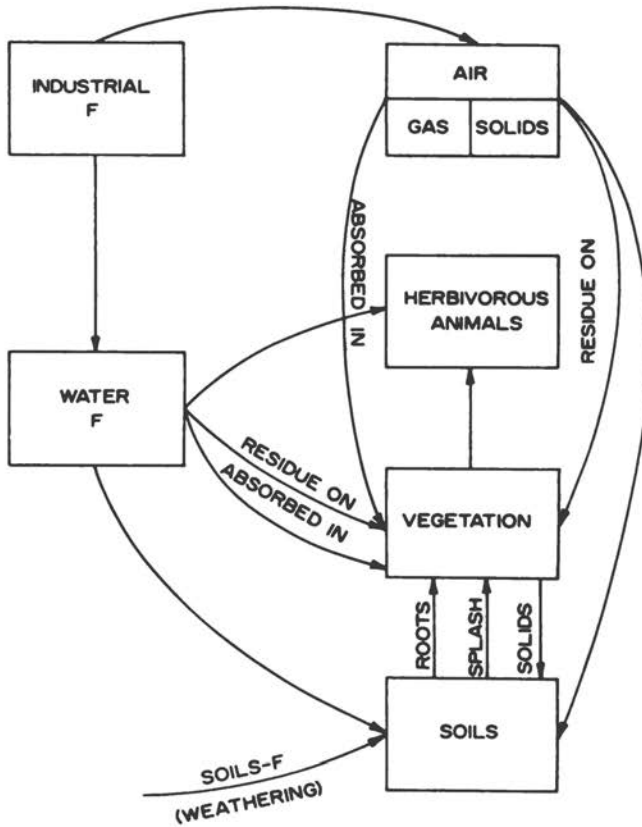 INDUSTRIAL
F
AIR
GAS
SOLIDS
ABSORBED IN
RESIDUE ON
HERBIVOROUS
ANIMALS
WATER
F
RESIDUE ON
ABSORBED IN
VEGETATION
ROOTS
SPLASH
SOLIDS
SOILS
SOILS-F
(WEATHERING)